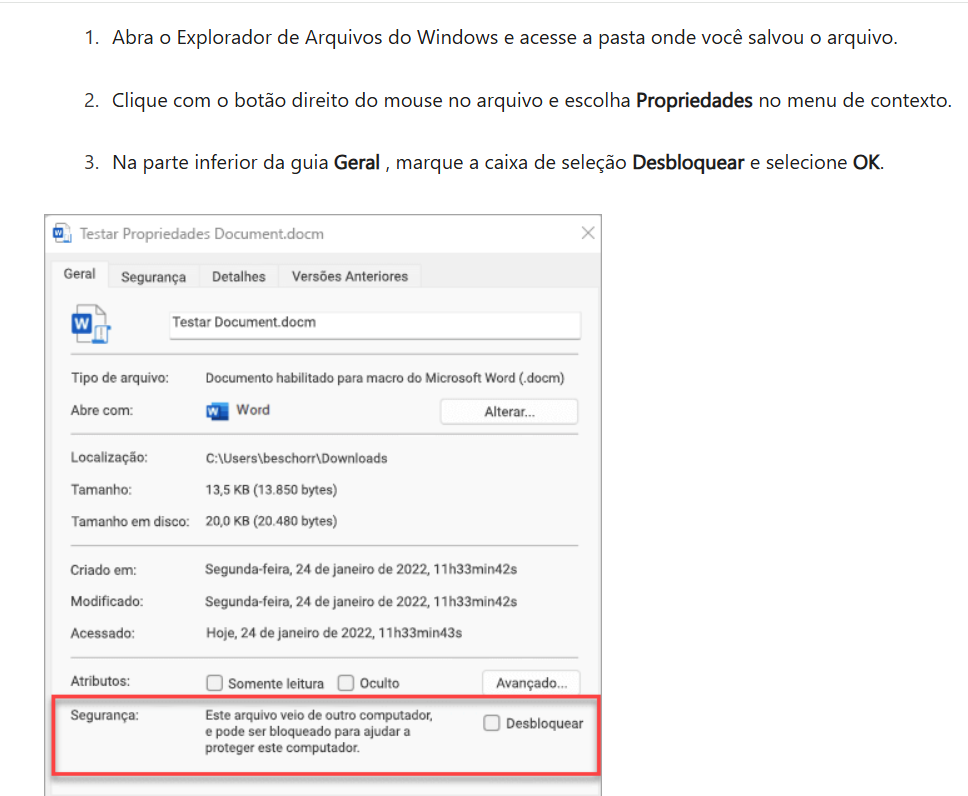 1. Abra o Explorador de Arquivos do Windows e acesse a pasta onde você salvou o arquivo.
2. Clique com o botão direito do mouse no arquivo e escolha Propriedades no menu de contexto.
3. Na parte inferior da guia Geral , marque a caixa de seleção Desbloquear e selecione OK.
Testar Propriedades Document.docm
Geral Segurança Detalhes Versões Anteriores
Testar Document.docm
Tipo de arquivo: Documento habilitado para macro do Microsoft Word (.docm)
Abre com: Word Alterar...
Localização: C:\Users\beschorr\Downloads
Tamanho: 13,5 KB (13.850 bytes)
Tamanho em disco: 20,0 KB (20.480 bytes)
Criado em: Segunda-feira, 24 de janeiro de 2022, 11h33min42s
Modificado: Segunda-feira, 24 de janeiro de 2022, 11h33min42s
Acessado: Hoje, 24 de janeiro de 2022, 11h33min43s
Atributos: Somente leitura Oculto Avançado...
Segurança: Este arquivo veio de outro computador,
e pode ser bloqueado para ajudar a Desbloquear
proteger este computador.